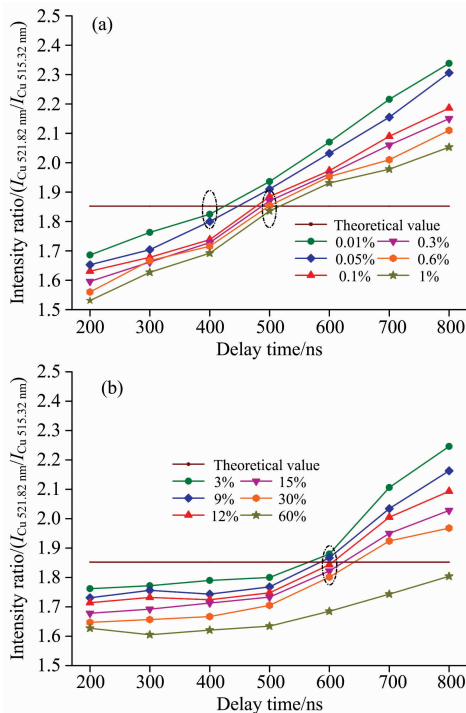 (a)
Intensity ratio/(I Cu 521.82 nm/I Cu 515.32 nm)
2.5
2.4
2.3
2.2
2.1
2.0
1.9
1.8
1.7
1.6
1.5
Theoretical value
0.01% 0.3%
0.05% 0.6%
0.1% 1%
200 300 400 500 600 700 800
Delay time/ns
(b)
Intensity ratio/(I Cu 521.82 nm/I Cu 515.32 nm)
2.5
2.4
2.3
2.2
2.1
2.0
1.9
1.8
1.7
1.6
1.5
Theoretical value
3% 15%
9% 30%
12% 60%
200 300 400 500 600 700 800
Delay time/ns